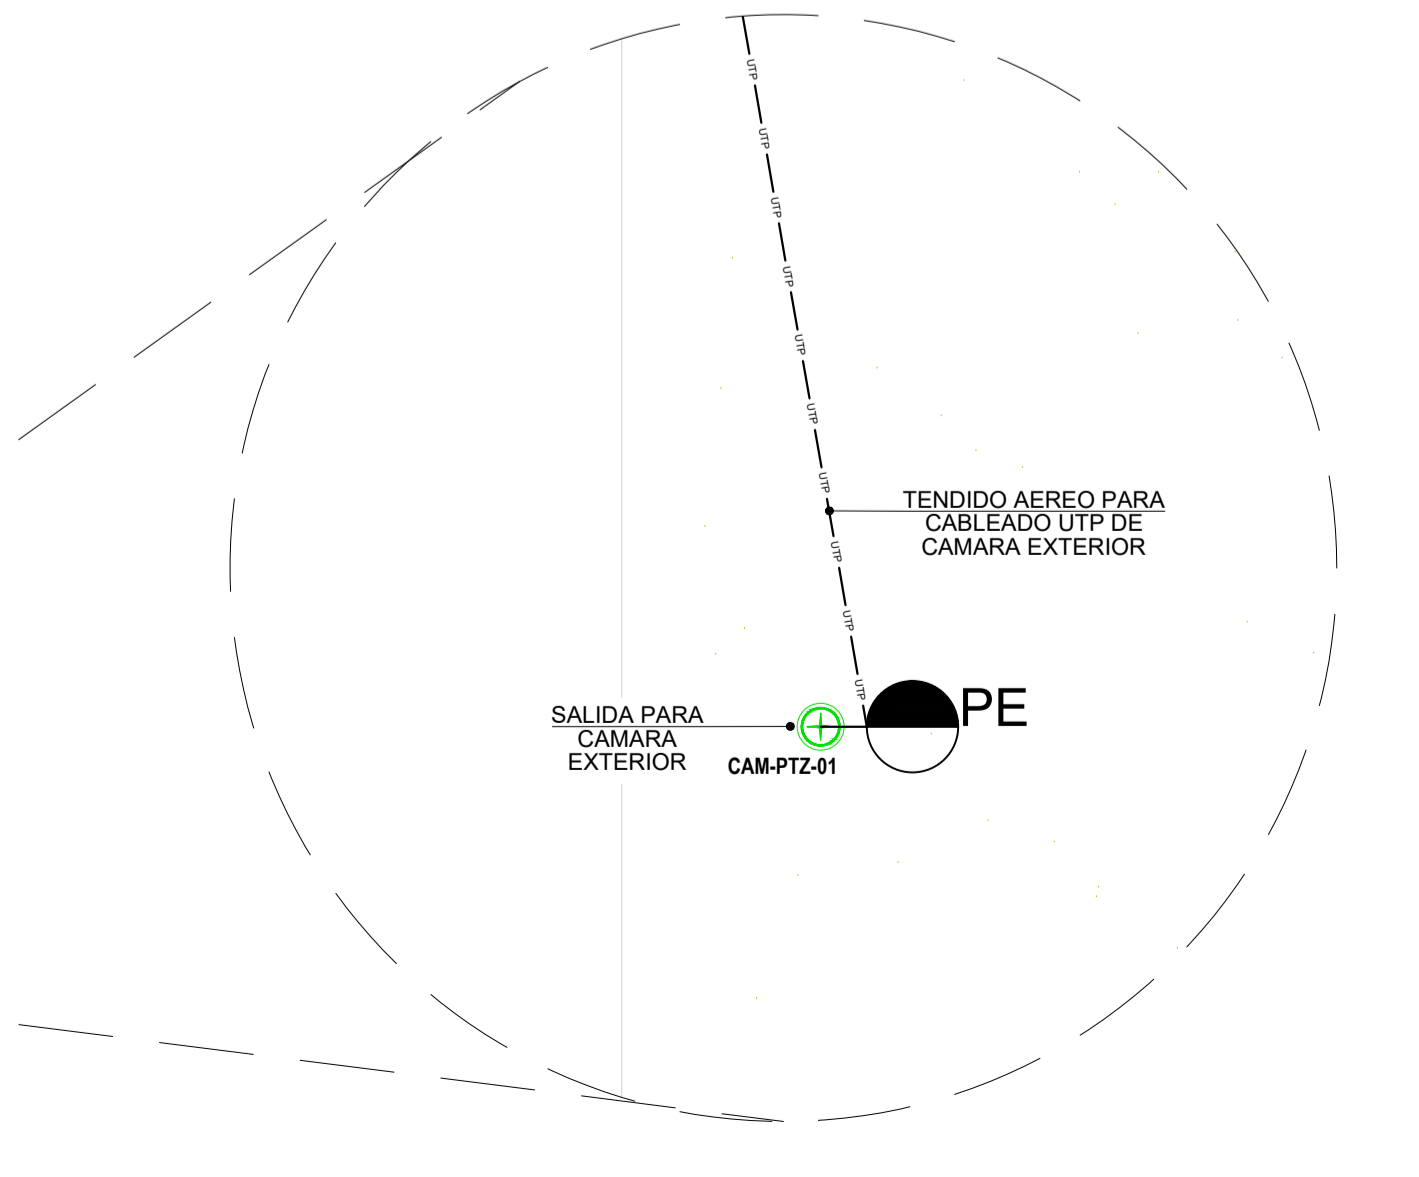 UTP
UTP
UTP
UTP
UTP
UTP
UTP
TENDIDO AEREO PARA
CABLEADO UTP DE
CAMARA EXTERIOR
UTP
UTP
UTP
PE
SALIDA PARA
CAMARA
EXTERIOR
CAM-PTZ-01